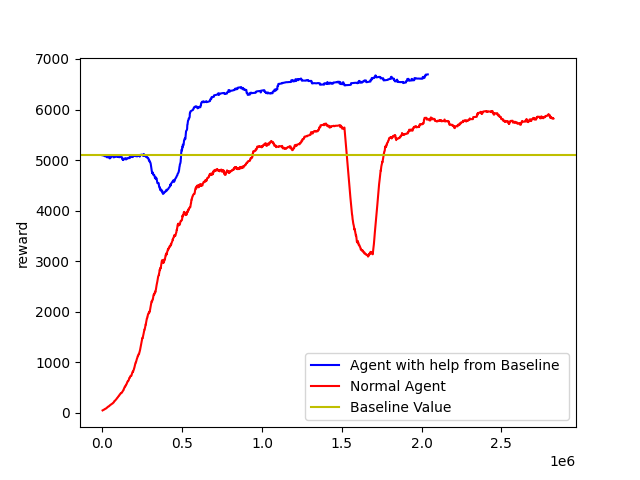 7000
6000
5000
4000
3000
2000
1000
0
reward
0.0 0.5 1.0 1.5 2.0 2.5
1e6
Agent with help from Baseline
Normal Agent
Baseline Value